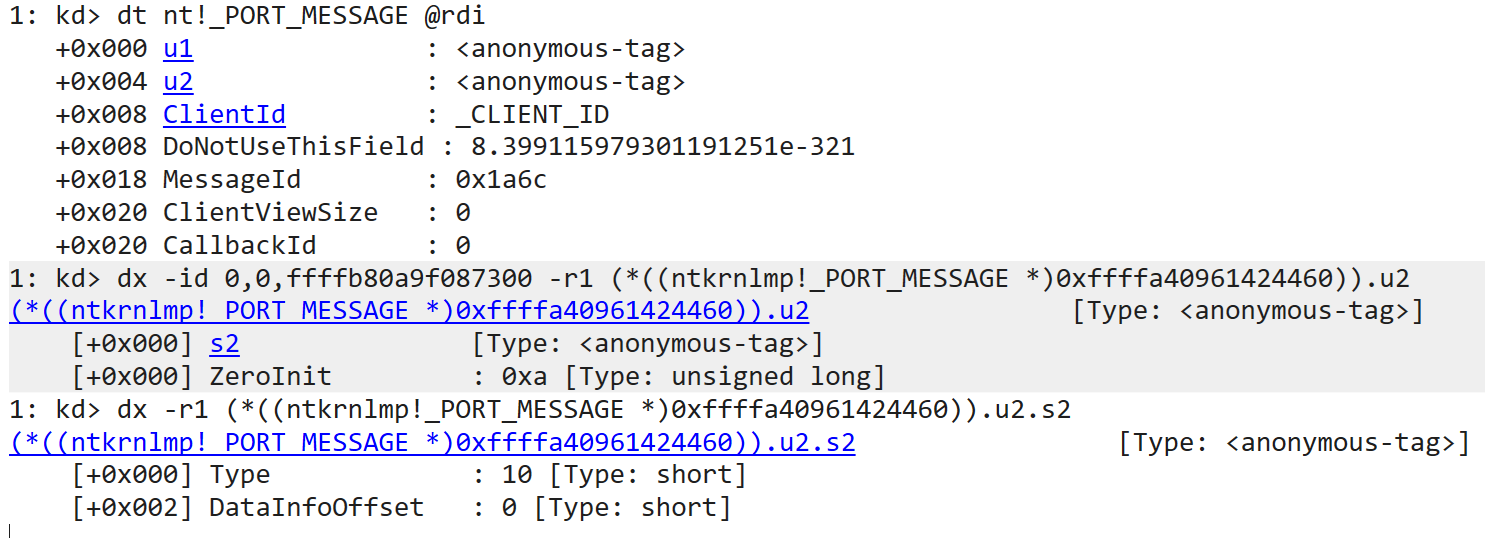 1: kd> dt nt!_PORT_MESSAGE @rdi
+0x000 u1 : <anonymous-tag>
+0x004 u2 : <anonymous-tag>
+0x008 ClientId : _CLIENT_ID
+0x008 DoNotUseThisField : 8.399115979301191251e-321
+0x018 MessageId : 0x1a6c
+0x020 ClientViewSize : 0
+0x020 CallbackId : 0
1: kd> dx -id 0,0,ffffb80a9f087300 -r1 (*((ntkrnlmp!_PORT_MESSAGE *)0xffffa40961424460)).u2
(*((ntkrnlmp!_PORT_MESSAGE *)0xffffa40961424460)).u2 [Type: <anonymous-tag>]
[+0x000] s2 [Type: <anonymous-tag>]
[+0x000] ZeroInit : 0xa [Type: unsigned long]
1: kd> dx -r1 (*((ntkrnlmp!_PORT_MESSAGE *)0xffffa40961424460)).u2.s2
(*((ntkrnlmp!_PORT_MESSAGE *)0xffffa40961424460)).u2.s2 [Type: <anonymous-tag>]
[+0x000] Type : 10 [Type: short]
[+0x002] DataInfoOffset : 0 [Type: short]